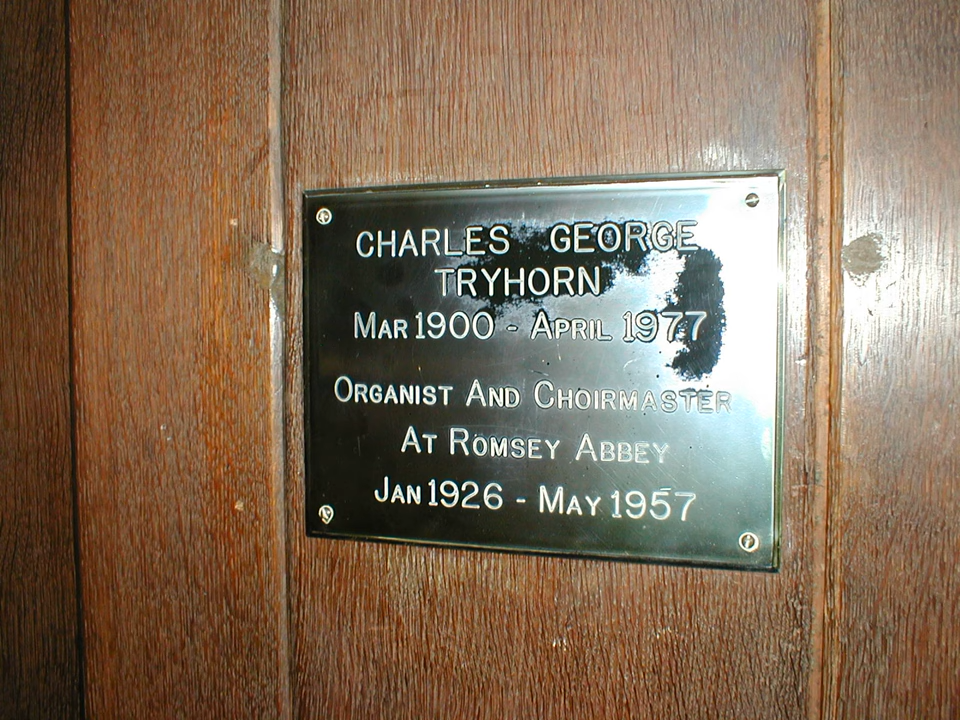 CHARLES GEORGE
TRYHORN
MAR 1900 - APRIL 1977
ORGANIST AND CHOIRMASTER
AT ROMSEY ABBEY
JAN 1926 - MAY 1957